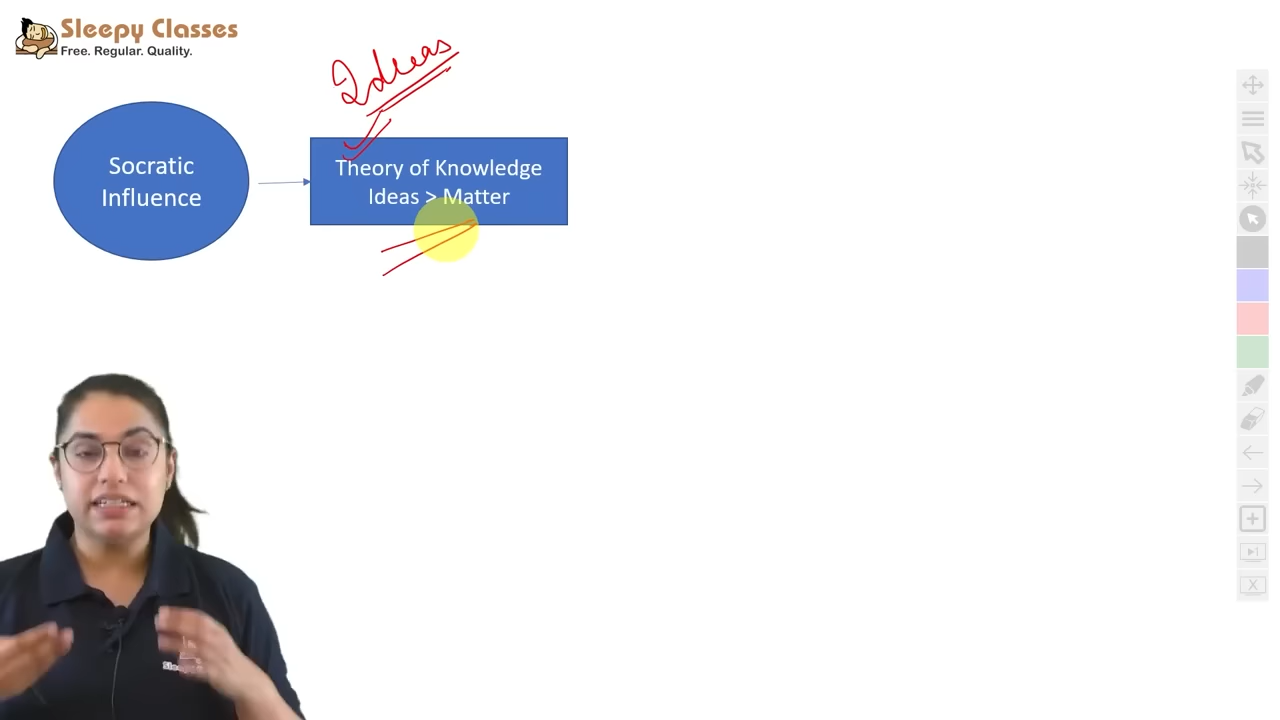 Sleepy Classes
Free. Regular. Quality.
Ideas
Socratic
Influence
Theory of Knowledge
Ideas > Matter